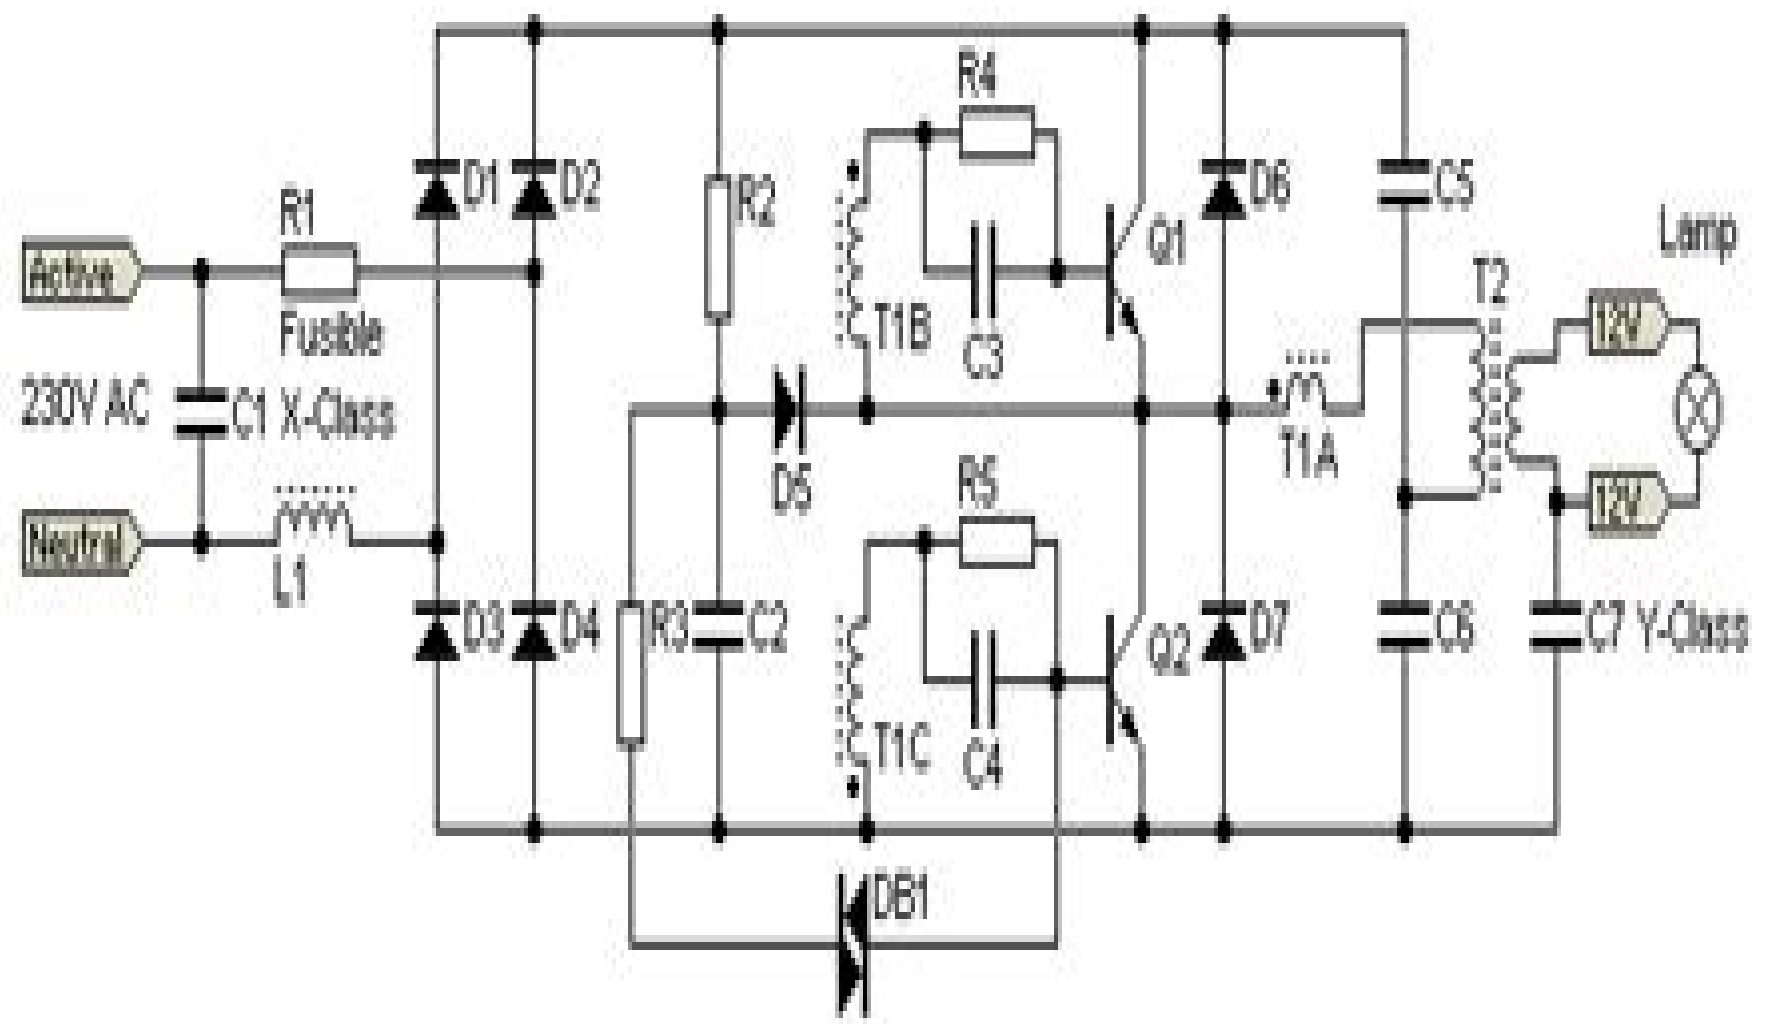 R4
D1
D2
R2
D6
C5
R1
Active
Q1
Lamp
T2
Fusible
T1B
C3
12V
230V AC
C1 X-Class
D5
R5
T1A
Neutral
12V
L1
D3
D4
R3
C2
Q2
D7
C6
C7 Y-Class
T1C
C4
DB1